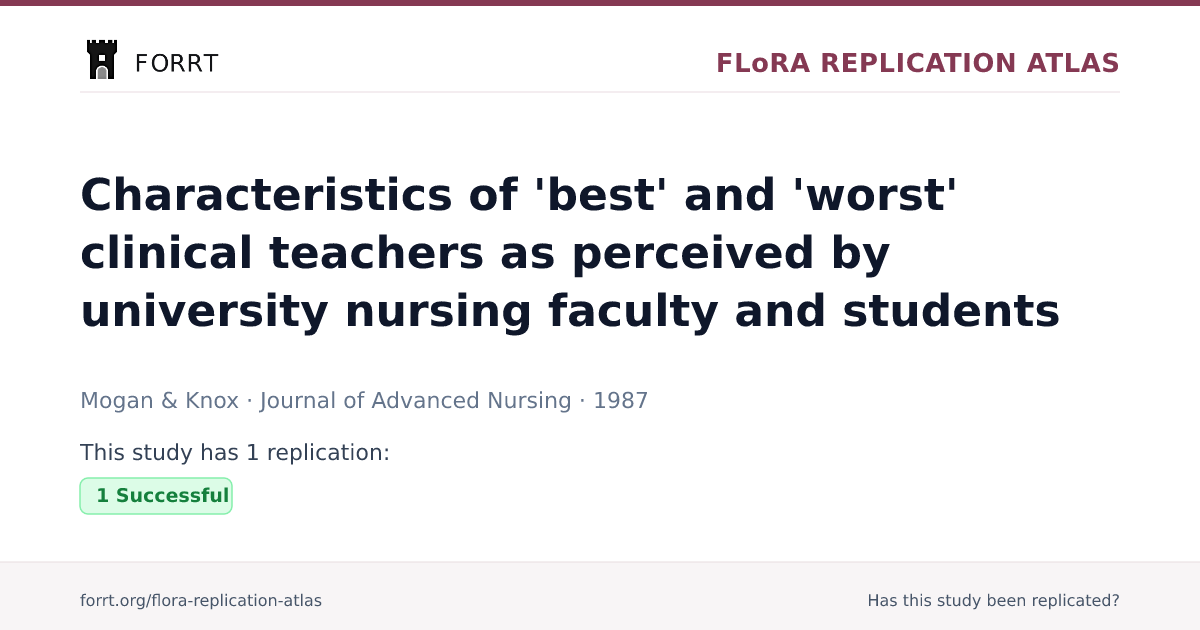 FORRT
FLoRA REPLICATION ATLAS
Characteristics of 'best' and 'worst'
clinical teachers as perceived by
university nursing faculty and students
Mogan & Knox · Journal of Advanced Nursing · 1987
This study has 1 replication:
1 Successful
forrt.org/flora-replication-atlas
Has this study been replicated?